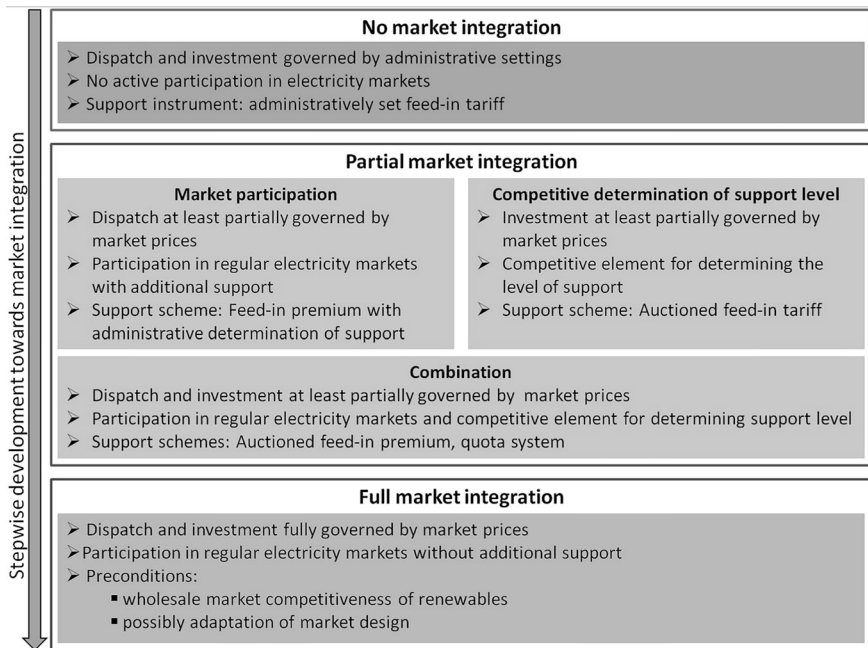 Stepwise development towards market integration
No market integration
➢ Dispatch and investment governed by administrative settings
➢ No active participation in electricity markets
➢ Support instrument: administratively set feed-in tariff
Partial market integration
Market participation
➢ Dispatch at least partially governed by
market prices
➢ Participation in regular electricity markets
with additional support
➢ Support scheme: Feed-in premium with
administrative determination of support
Competitive determination of support level
➢ Investment at least partially governed by
market prices
➢ Competitive element for determining the
level of support
➢ Support scheme: Auctioned feed-in tariff
Combination
➢ Dispatch and investment at least partially governed by market prices
➢ Participation in regular electricity markets and competitive element for determining support level
➢ Support schemes: Auctioned feed-in premium, quota system
Full market integration
➢ Dispatch and investment fully governed by market prices
➢Participation in regular electricity markets without additional support
➢ Preconditions:
▪ wholesale market competitiveness of renewables
▪ possibly adaptation of market design